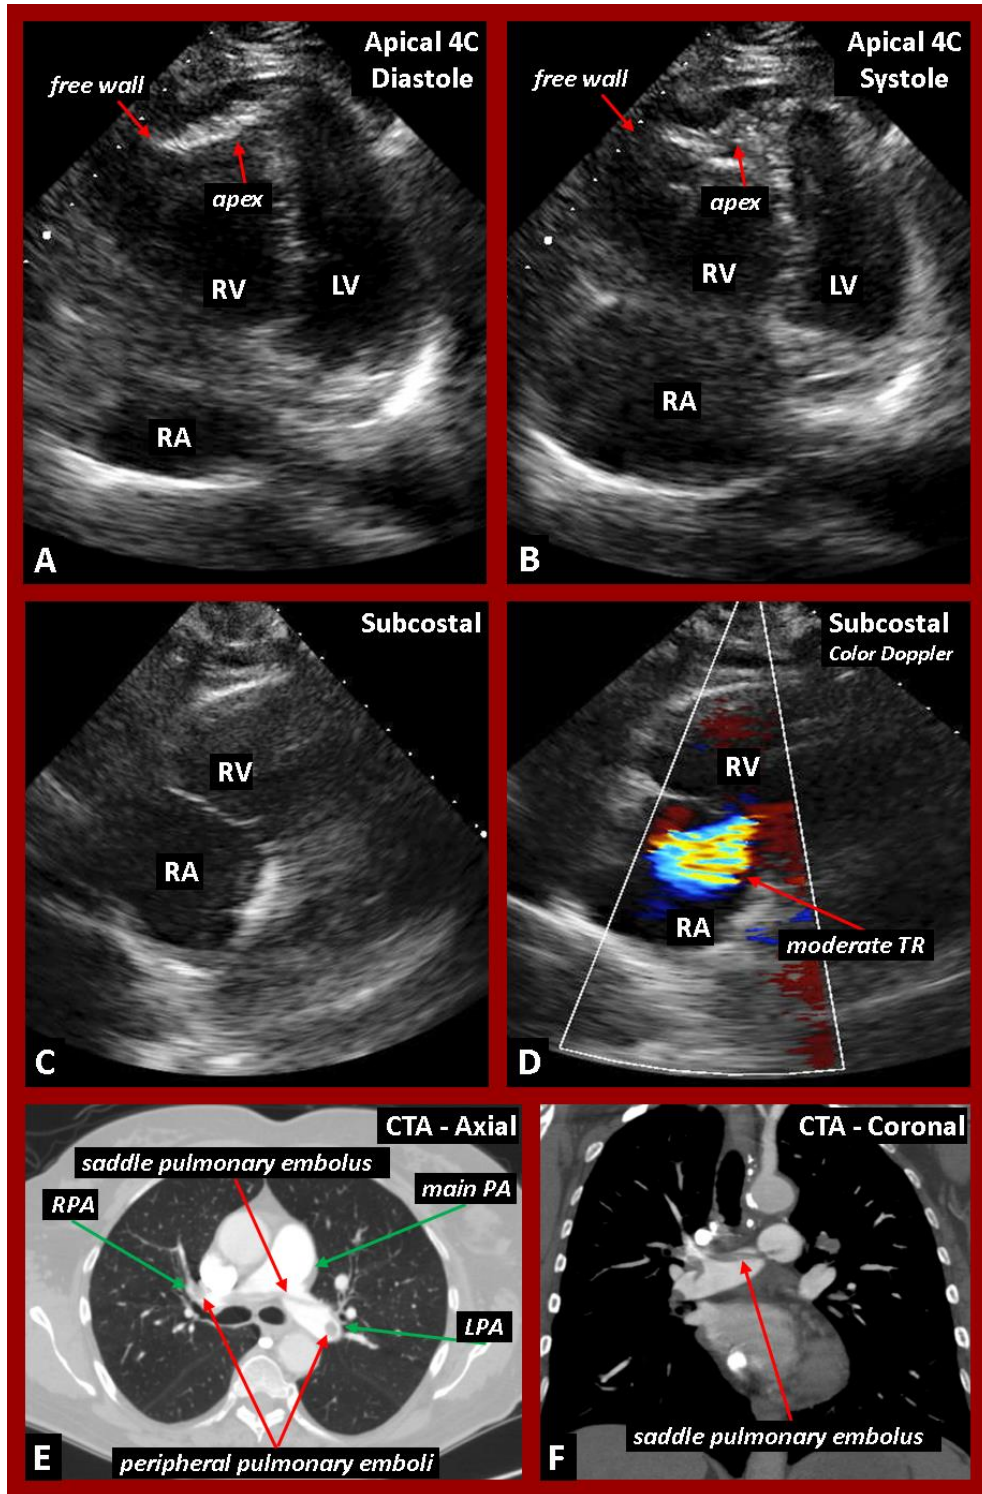 Apical 4C
Diastole
free wall
apex
RV
LV
RA
A
Apical 4C
Systole
free wall
apex
RV
LV
RA
B
Subcostal
RV
RA
C
Subcostal
Color Doppler
RV
RA
moderate TR
D
CTA - Axial
saddle pulmonary embolus
RPA
main PA
LPA
peripheral pulmonary emboli
E
CTA - Coronal
saddle pulmonary embolus
F